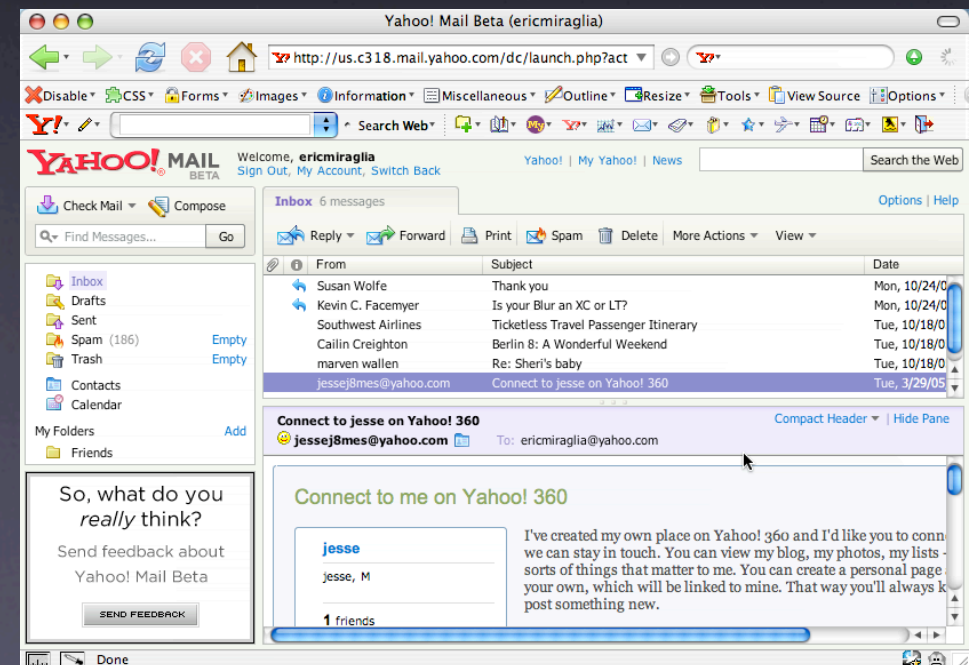 Yahoo! Mail Beta (ericmiraglia)
http://us.c318.mail.yahoo.com/dc/launch.php?act
Disable CSS Forms Images Information Miscellaneous Outline Resize Tools View Source Options
Y! Search Web
YAHOO! MAIL BETA
Welcome, ericmiraglia
Sign Out, My Account, Switch Back
Yahoo! | My Yahoo! | News
Search the Web
Check Mail Compose
Find Messages... Go
Inbox
Drafts
Sent
Spam (186) Empty
Trash Empty
Contacts
Calendar
My Folders Add
Friends
So, what do you
really think?
Send feedback about
Yahoo! Mail Beta
SEND FEEDBACK
Inbox 6 messages
Options | Help
Reply Forward Print Spam Delete More Actions View
From Subject Date
Susan Wolfe Thank you Mon, 10/24/0
Kevin C. Facemyer Is your Blur an XC or LT? Mon, 10/24/0
Southwest Airlines Ticketless Travel Passenger Itinerary Tue, 10/18/0
Cailin Creighton Berlin 8: A Wonderful Weekend Tue, 10/18/0
marven wallen Re: Sheri's baby Tue, 10/18/0
jessej8mes@yahoo.com Connect to jesse on Yahoo! 360 Tue, 3/29/05
Connect to jesse on Yahoo! 360
Compact Header | Hide Pane
jessej8mes@yahoo.com To: ericmiraglia@yahoo.com
Connect to me on Yahoo! 360
jesse
jesse, M
1 friends
I've created my own place on Yahoo! 360 and I'd like you to conn
we can stay in touch. You can view my blog, my photos, my lists -
sorts of things that matter to me. You can create a personal page
your own, which will be linked to mine. That way you'll always k
post something new.
Done